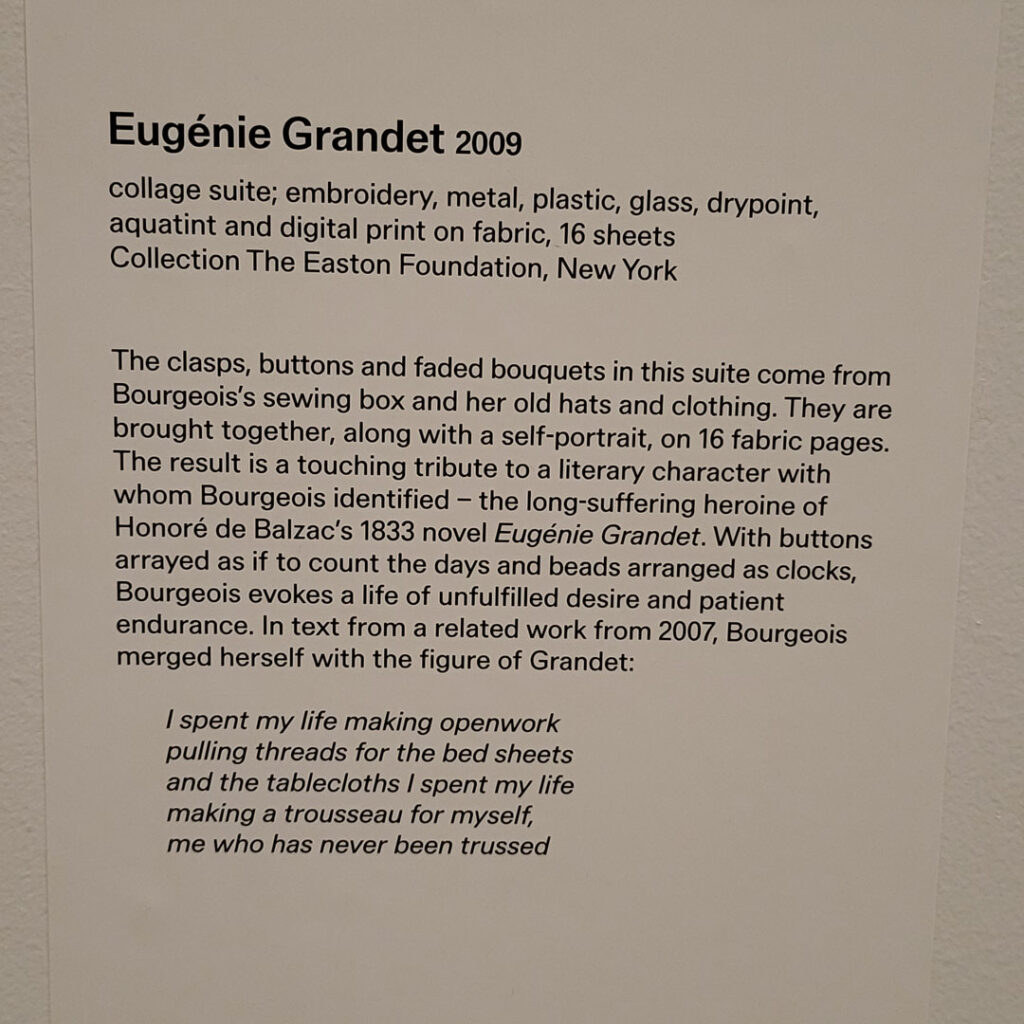 Eugénie Grandet 2009
collage suite; embroidery, metal, plastic, glass, drypoint,
aquatint and digital print on fabric, 16 sheets
Collection The Easton Foundation, New York
The clasps, buttons and faded bouquets in this suite come from
Bourgeois's sewing box and her old hats and clothing. They are
brought together, along with a self-portrait, on 16 fabric pages.
The result is a touching tribute to a literary character with
whom Bourgeois identified – the long-suffering heroine of
Honoré de Balzac's 1833 novel Eugénie Grandet. With buttons
arrayed as if to count the days and beads arranged as clocks,
Bourgeois evokes a life of unfulfilled desire and patient
endurance. In text from a related work from 2007, Bourgeois
merged herself with the figure of Grandet:
I spent my life making openwork
pulling threads for the bed sheets
and the tablecloths I spent my life
making a trousseau for myself,
me who has never been trussed